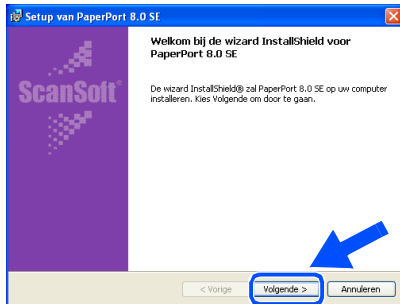 Setup van PaperPort 8.0 SE
Welkom bij de wizard InstallShield voor
PaperPort 8.0 SE
ScanSoft®
De wizard InstallShield® zal PaperPort 8.0 SE op uw computer
installeren. Kies Volgende om door te gaan.
< Vorige Volgende > Annuleren